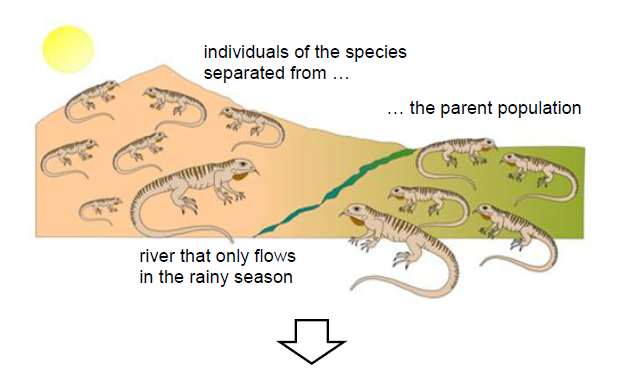 individuals of the species
separated from …
… the parent population
river that only flows
in the rainy season